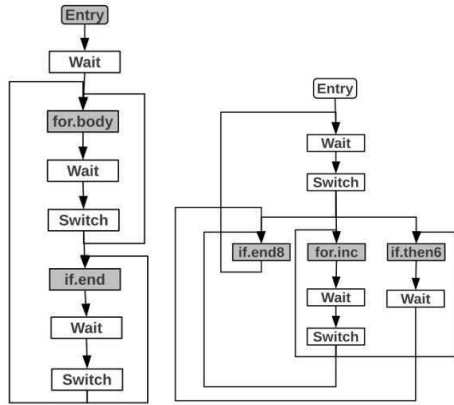 Entry
Wait
for.body
Wait
Switch
if.end
Wait
Switch
Entry
Wait
Switch
if.end8 for.inc if.then6
Wait Wait
Switch